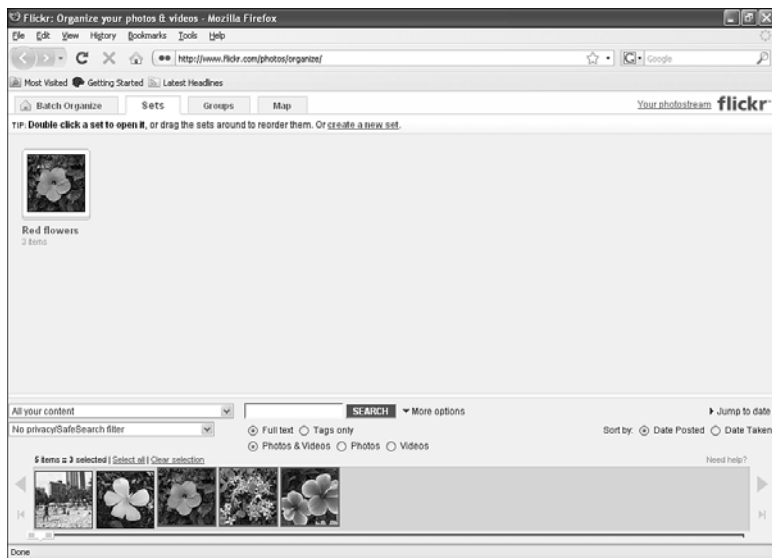 Flickr: Organize your photos & videos - Mozilla Firefox
File Edit View History Bookmarks Tools Help
http://www.flickr.com/photos/organize/ Google
Most Visited Getting Started Latest Headlines
Batch Organize Sets Groups Map Your photostream flickr
TIP: Double click a set to open it, or drag the sets around to reorder them. Or create a new set.
Red flowers
3 items
All your content SEARCH More options Jump to date
No privacy/SafeSearch filter Full text Tags only Sort by: Date Posted Date Taken
Photos & Videos Photos Videos
5 items :: 3 selected | Select all | Clear selection Need help?
Done